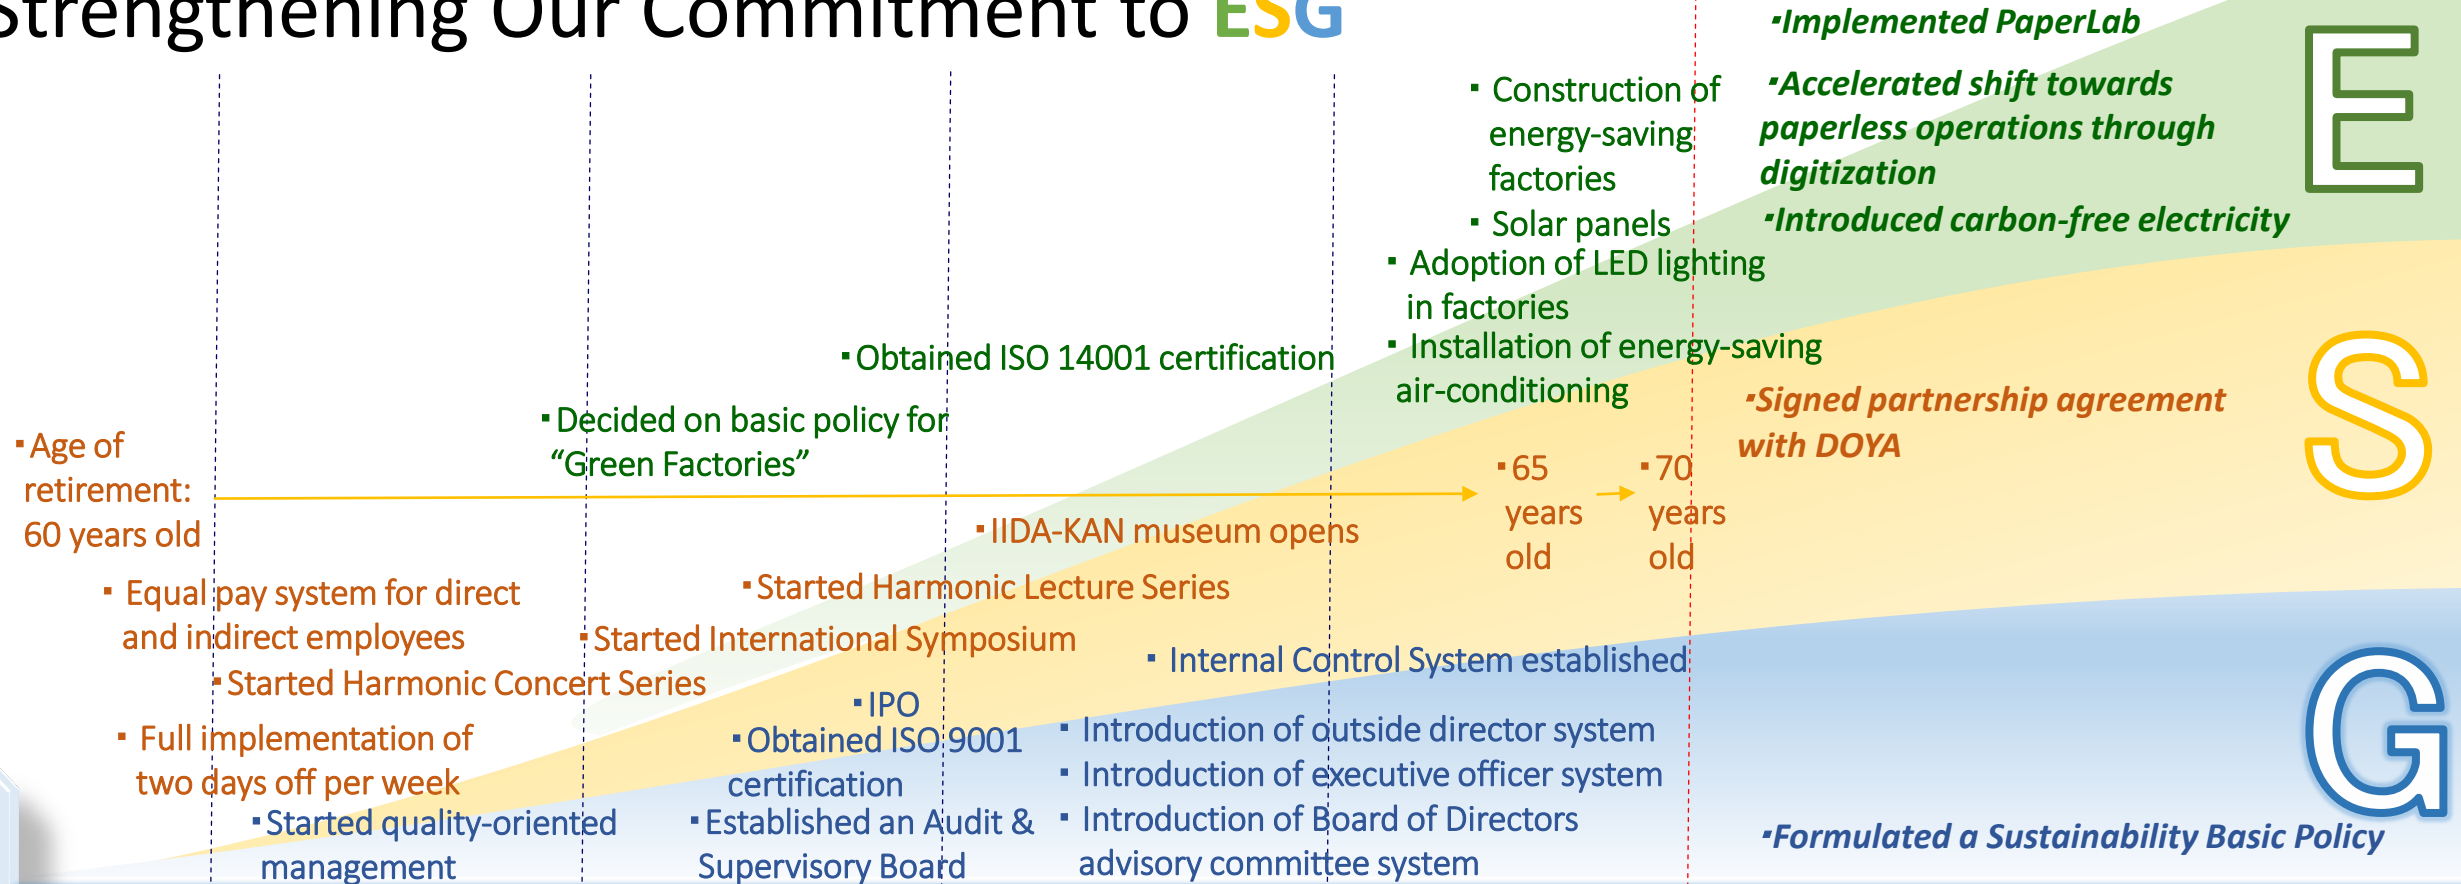 Strengthening Our Commitment to ESG
▪Implemented PaperLab
▪Accelerated shift towards
paperless operations through
digitization
▪Introduced carbon-free electricity
E
▪ Construction of
energy-saving
factories
▪ Solar panels
▪ Adoption of LED lighting
in factories
▪ Installation of energy-saving
air-conditioning
▪Obtained ISO 14001 certification
▪Decided on basic policy for
“Green Factories”
▪Signed partnership agreement
with DOYA
S
▪Age of
retirement:
60 years old
▪65
years
old
▪70
years
old
▪IIDA-KAN museum opens
▪Started Harmonic Lecture Series
▪ Equal pay system for direct
and indirect employees
▪Started International Symposium
▪Started Harmonic Concert Series
▪ Full implementation of
two days off per week
▪ Internal Control System established
▪IPO
▪Obtained ISO 9001
certification
▪ Introduction of outside director system
▪ Introduction of executive officer system
▪ Introduction of Board of Directors
advisory committee system
▪Started quality-oriented
management
▪Established an Audit &
Supervisory Board
G
▪Formulated a Sustainability Basic Policy